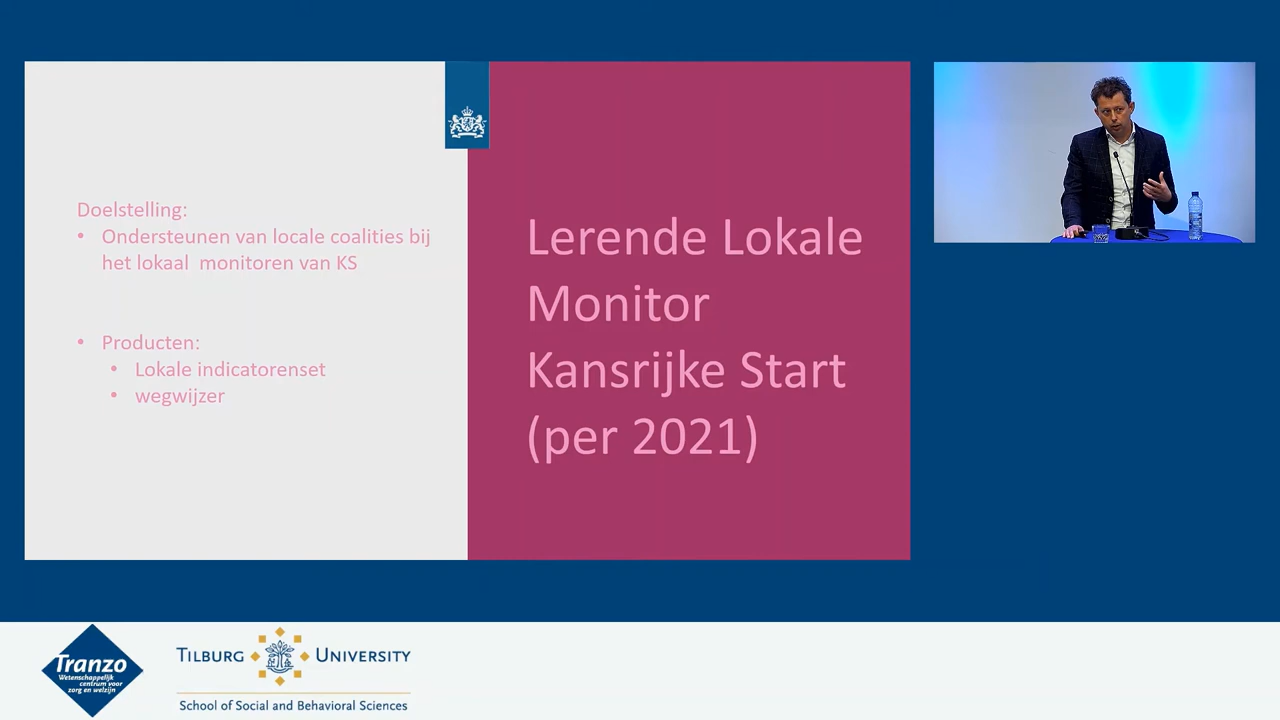 Doelstelling:
• Ondersteunen van locale coalities bij
het lokaal monitoren van KS
• Producten:
• Lokale indicatorenset
• wegwijzer
Lerende Lokale
Monitor
Kansrijke Start
(per 2021)
Tranzo
Wetenschappelijk
centrum voor
zorg en welzijn
TILBURG UNIVERSITY
School of Social and Behavioral Sciences